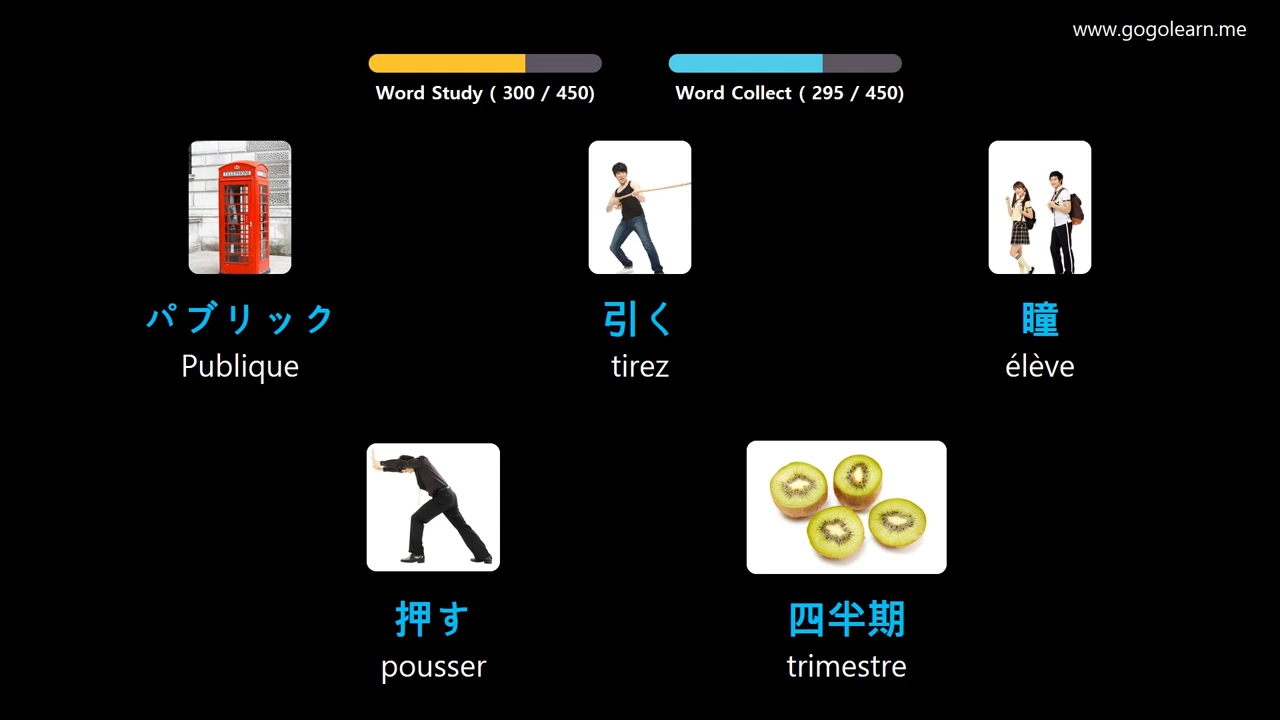 www.gogolearn.me
Word Study ( 300 / 450)
Word Collect ( 295 / 450)
TELEPHONE
パブリック
Publique
引く
tirez
瞳
élève
押す
pousser
四半期
trimestre